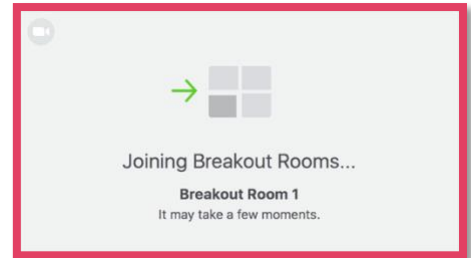 Joining Breakout Rooms...
Breakout Room 1
It may take a few moments.